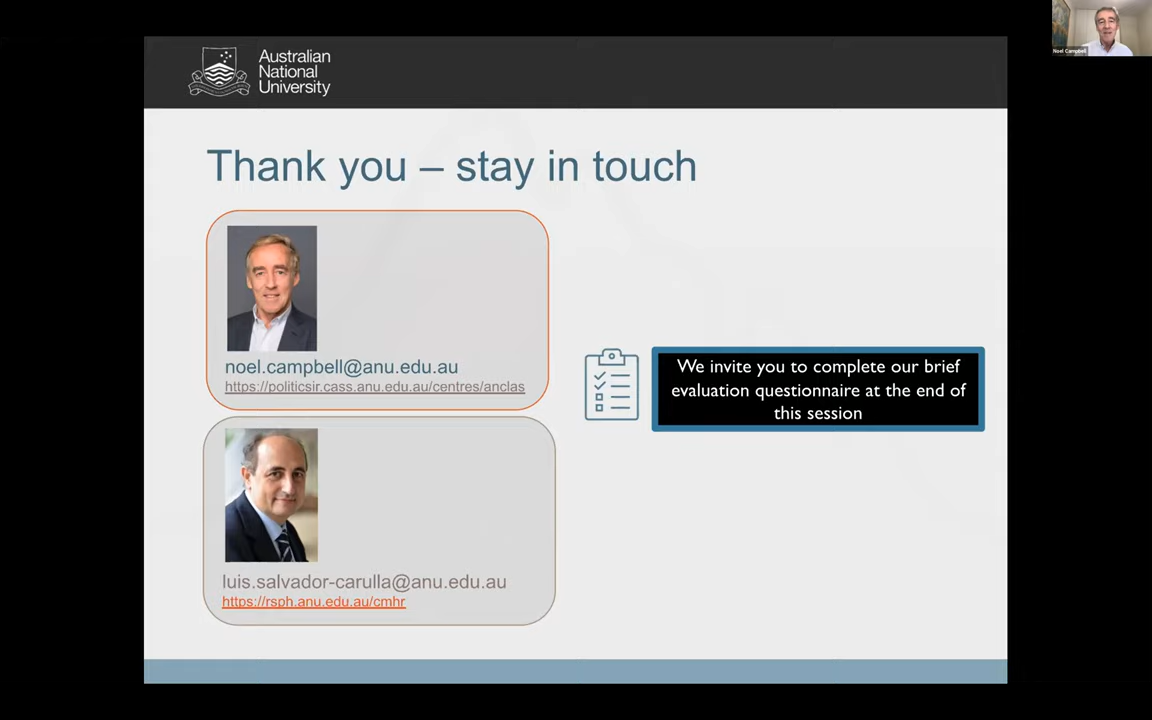 Australian
National
University
Noel Campbell
Thank you – stay in touch
noel.campbell@anu.edu.au
https://politicsir.cass.anu.edu.au/centres/anclas
We invite you to complete our brief
evaluation questionnaire at the end of
this session
luis.salvador-carulla@anu.edu.au
https://rsph.anu.edu.au/cmhr